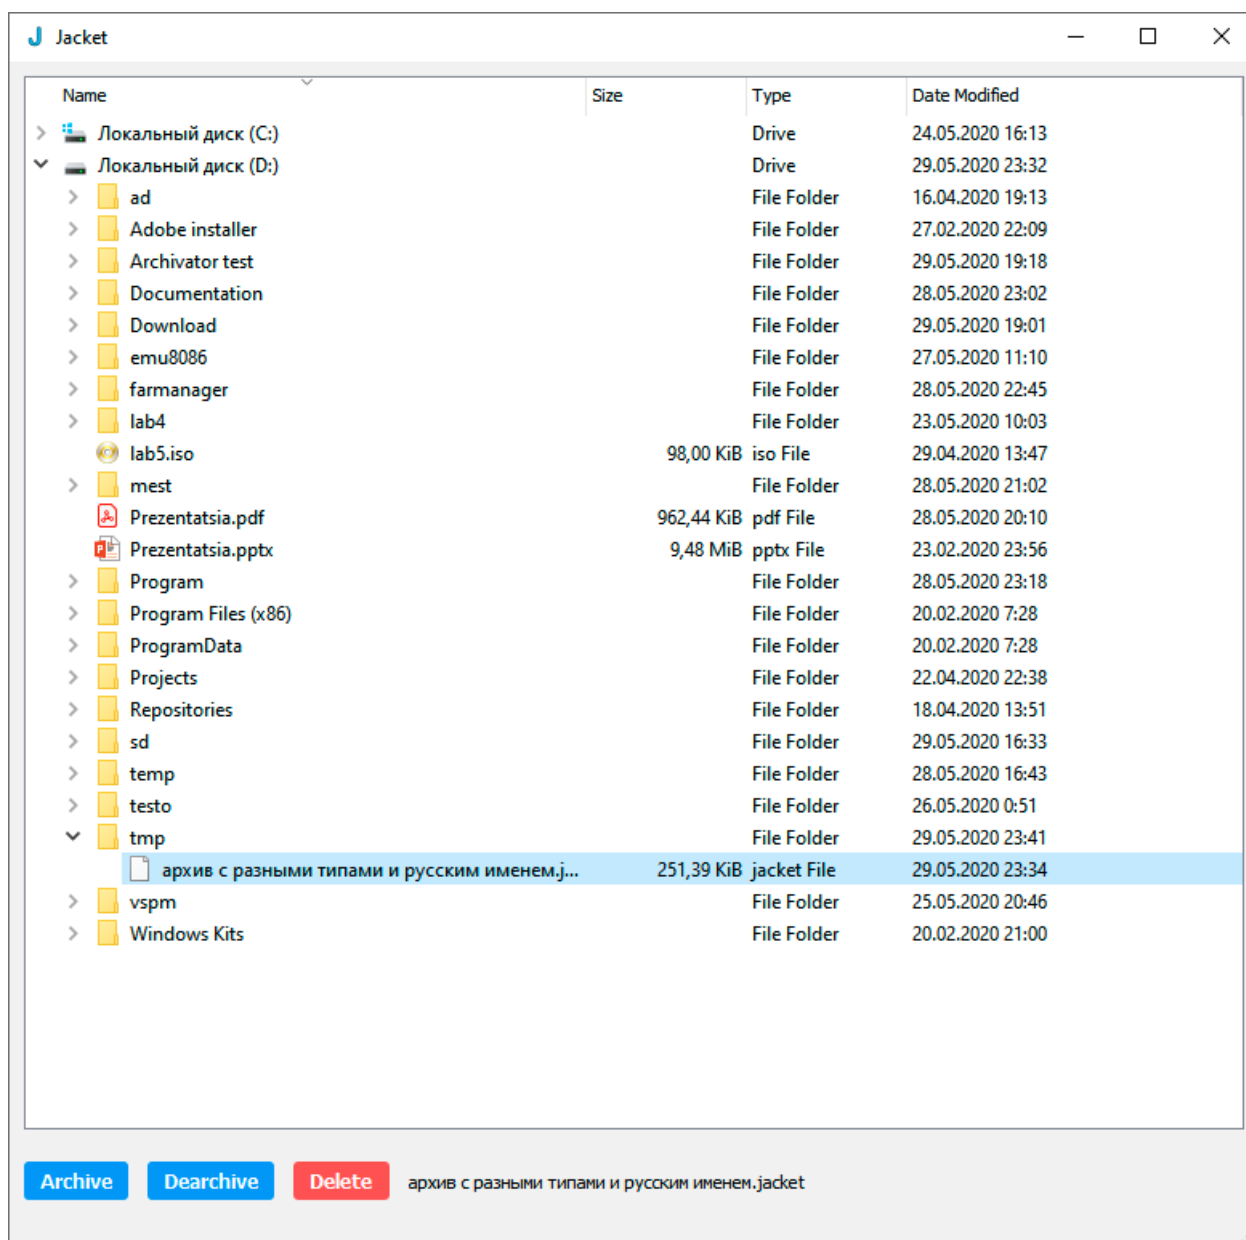 Jacket
Name Size Type Date Modified
Локальный диск (C:) Drive 24.05.2020 16:13
Локальный диск (D:) Drive 29.05.2020 23:32
ad File Folder 16.04.2020 19:13
Adobe installer File Folder 27.02.2020 22:09
Archivator test File Folder 29.05.2020 19:18
Documentation File Folder 28.05.2020 23:02
Download File Folder 29.05.2020 19:01
emu8086 File Folder 27.05.2020 11:10
farmanager File Folder 28.05.2020 22:45
lab4 File Folder 23.05.2020 10:03
lab5.iso 98,00 KiB iso File 29.04.2020 13:47
mest File Folder 28.05.2020 21:02
Prezentatsia.pdf 962,44 KiB pdf File 28.05.2020 20:10
Prezentatsia.pptx 9,48 MiB pptx File 23.02.2020 23:56
Program File Folder 28.05.2020 23:18
Program Files (x86) File Folder 20.02.2020 7:28
ProgramData File Folder 20.02.2020 7:28
Projects File Folder 22.04.2020 22:38
Repositories File Folder 18.04.2020 13:51
sd File Folder 29.05.2020 16:33
temp File Folder 28.05.2020 16:43
testo File Folder 26.05.2020 0:51
tmp File Folder 29.05.2020 23:41
архив с разными типами и русским именем.j... 251,39 KiB jacket File 29.05.2020 23:34
vspm File Folder 25.05.2020 20:46
Windows Kits File Folder 20.02.2020 21:00
Archive Dearchive Delete архив с разными типами и русским именем.jacket